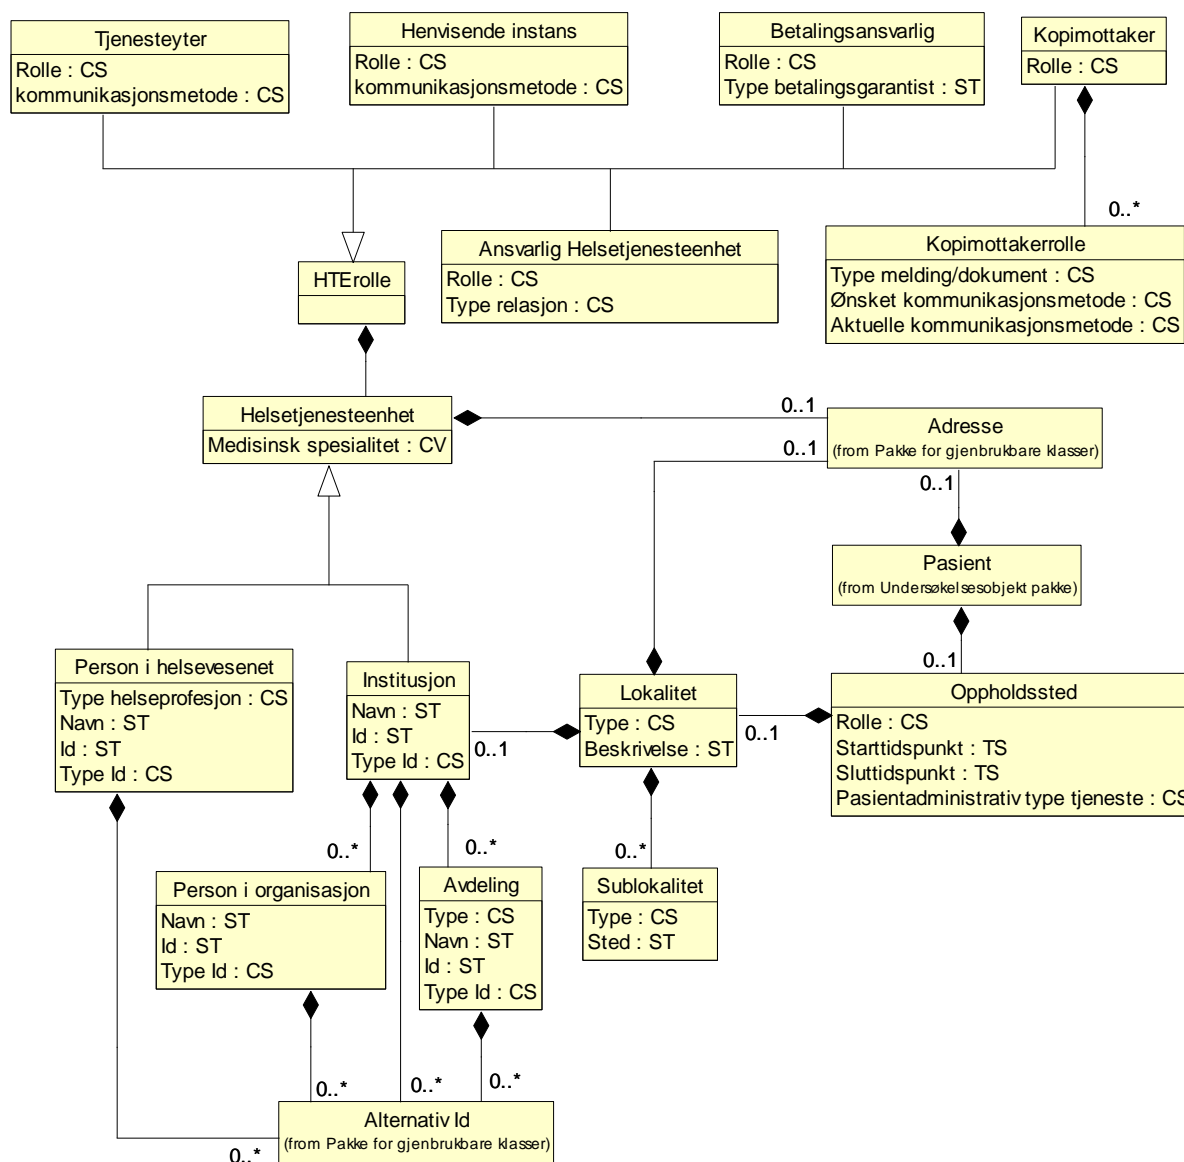 Tjenesteyter
Rolle : CS
kommunikasjonsmetode : CS
Henvisende instans
Rolle : CS
kommunikasjonsmetode : CS
Betalingsansvarlig
Rolle : CS
Type betalingsgarantist : ST
Kopimottaker
Rolle : CS
0..*
HTErolle
Ansvarlig Helsetjenesteenhet
Rolle : CS
Type relasjon : CS
Kopimottakerrolle
Type melding/dokument : CS
Ønsket kommunikasjonsmetode : CS
Aktuelle kommunikasjonsmetode : CS
Helsetjenesteenhet
Medisinsk spesialitet : CV
0..1
0..1
Adresse
(from Pakke for gjenbrukbare klasser)
0..1
Pasient
(from Undersøkelsesobjekt pakke)
0..1
Person i helsevesenet
Type helseprofesjon : CS
Navn : ST
Id : ST
Type Id : CS
Institusjon
Navn : ST
Id : ST
Type Id : CS
0..1
Lokalitet
Type : CS
Beskrivelse : ST
0..1
Oppholdssted
Rolle : CS
Starttidspunkt : TS
Sluttidspunkt : TS
Pasientadministrativ type tjeneste : CS
0..*
0..*
0..*
Person i organisasjon
Navn : ST
Id : ST
Type Id : CS
Avdeling
Type : CS
Navn : ST
Id : ST
Type Id : CS
Sublokalitet
Type : CS
Sted : ST
0..*
0..*
0..*
Alternativ Id
(from Pakke for gjenbrukbare klasser)
0..*